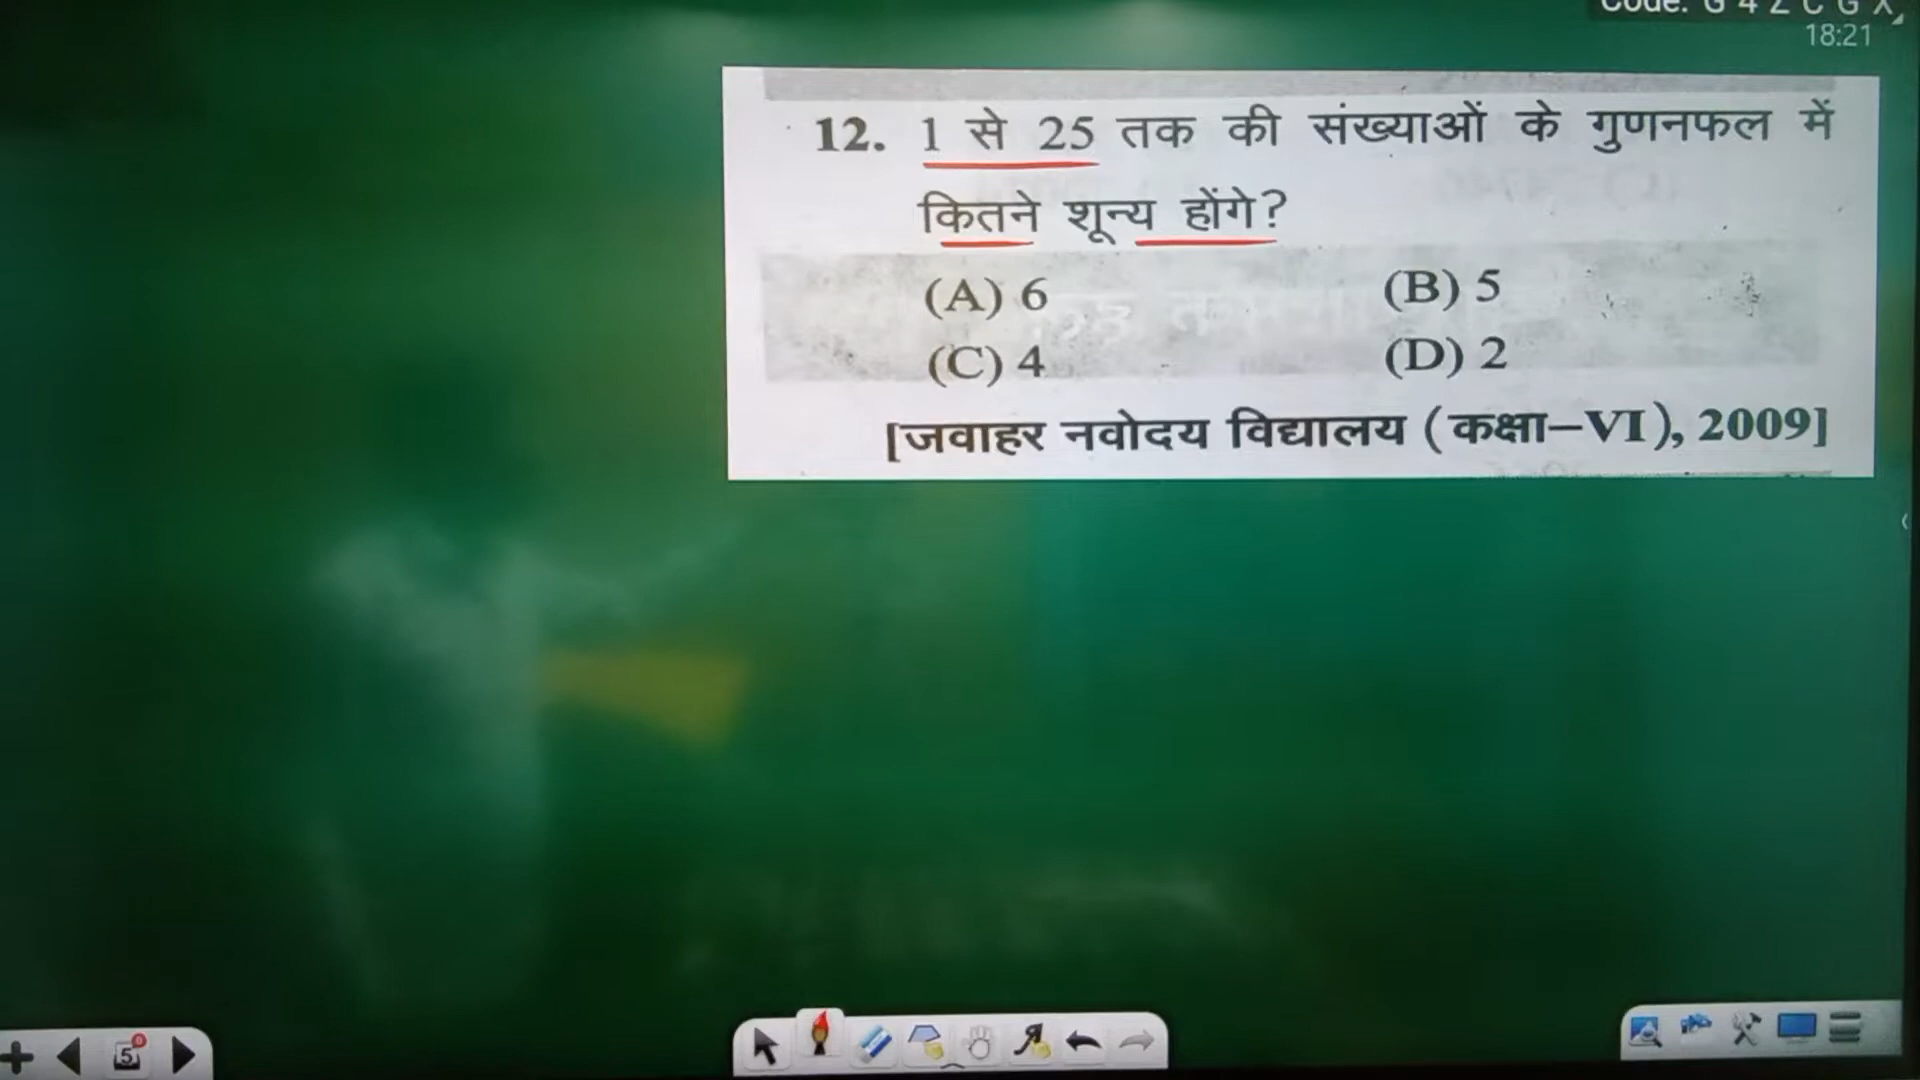 18:21
12. 1 से 25 तक की संख्याओं के गुणनफल में
कितने शून्य होंगे?
(A) 6 (B) 5
(C) 4 (D) 2
[जवाहर नवोदय विद्यालय (कक्षा–VI), 2009]
5